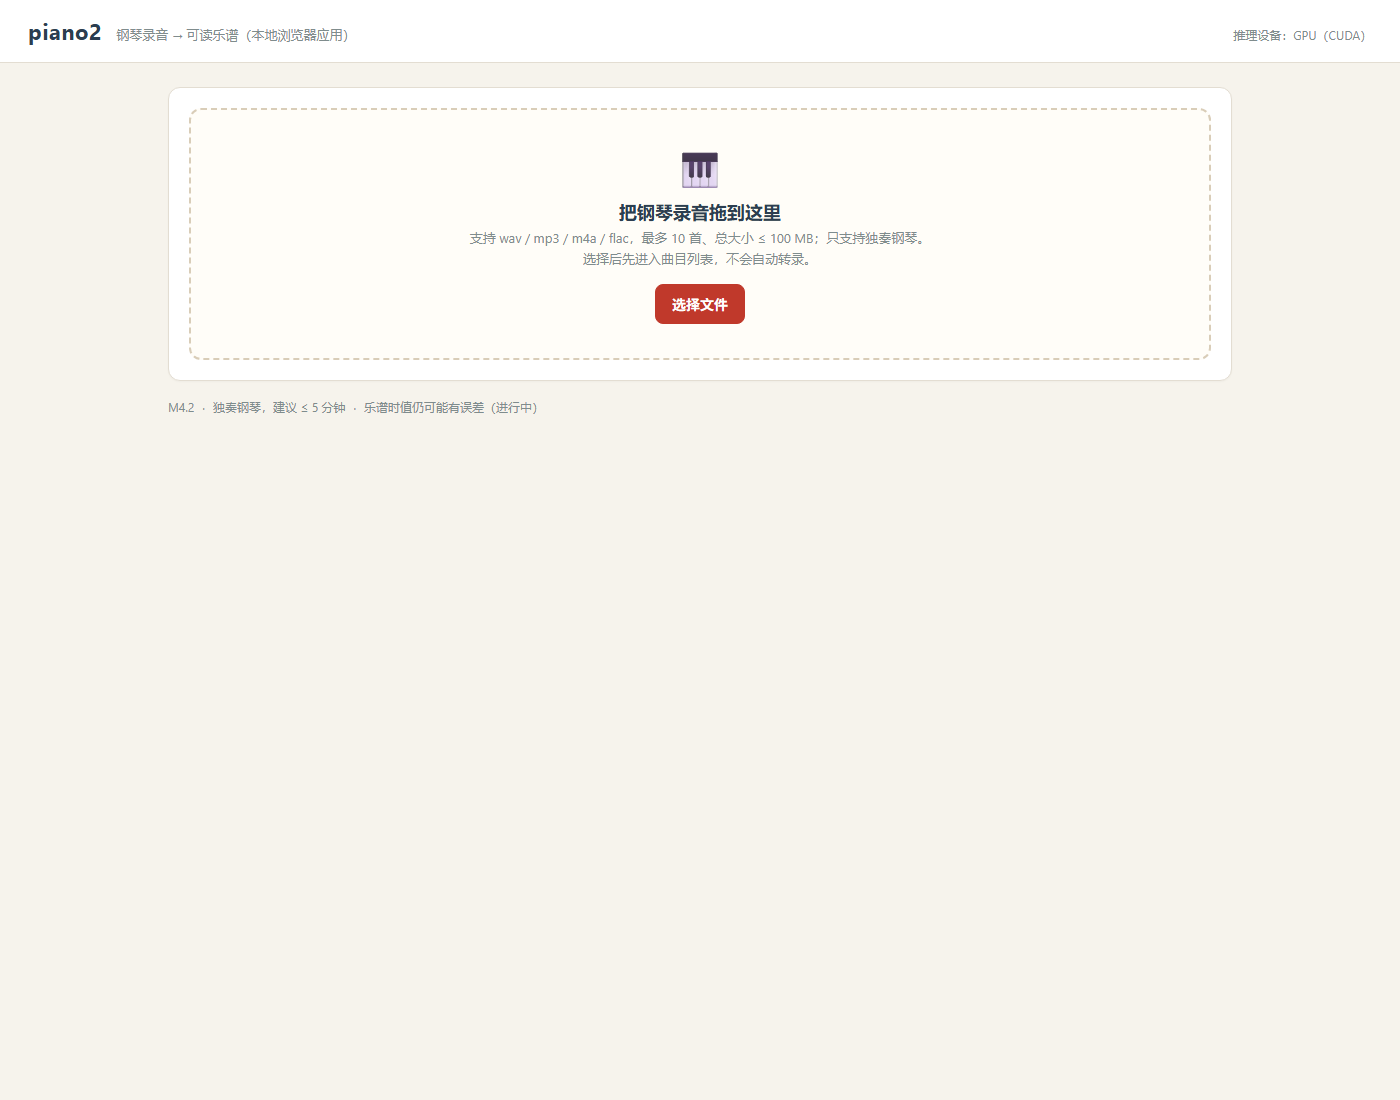 piano2 钢琴录音 → 可读乐谱（本地浏览器应用）
推理设备：GPU（CUDA）
把钢琴录音拖到这里
支持 wav / mp3 / m4a / flac，最多 10 首、总大小 ≤ 100 MB；只支持独奏钢琴。
选择后先进入曲目列表，不会自动转录。
选择文件
M4.2 · 独奏钢琴，建议 ≤ 5 分钟 · 乐谱时值仍可能有误差（进行中）